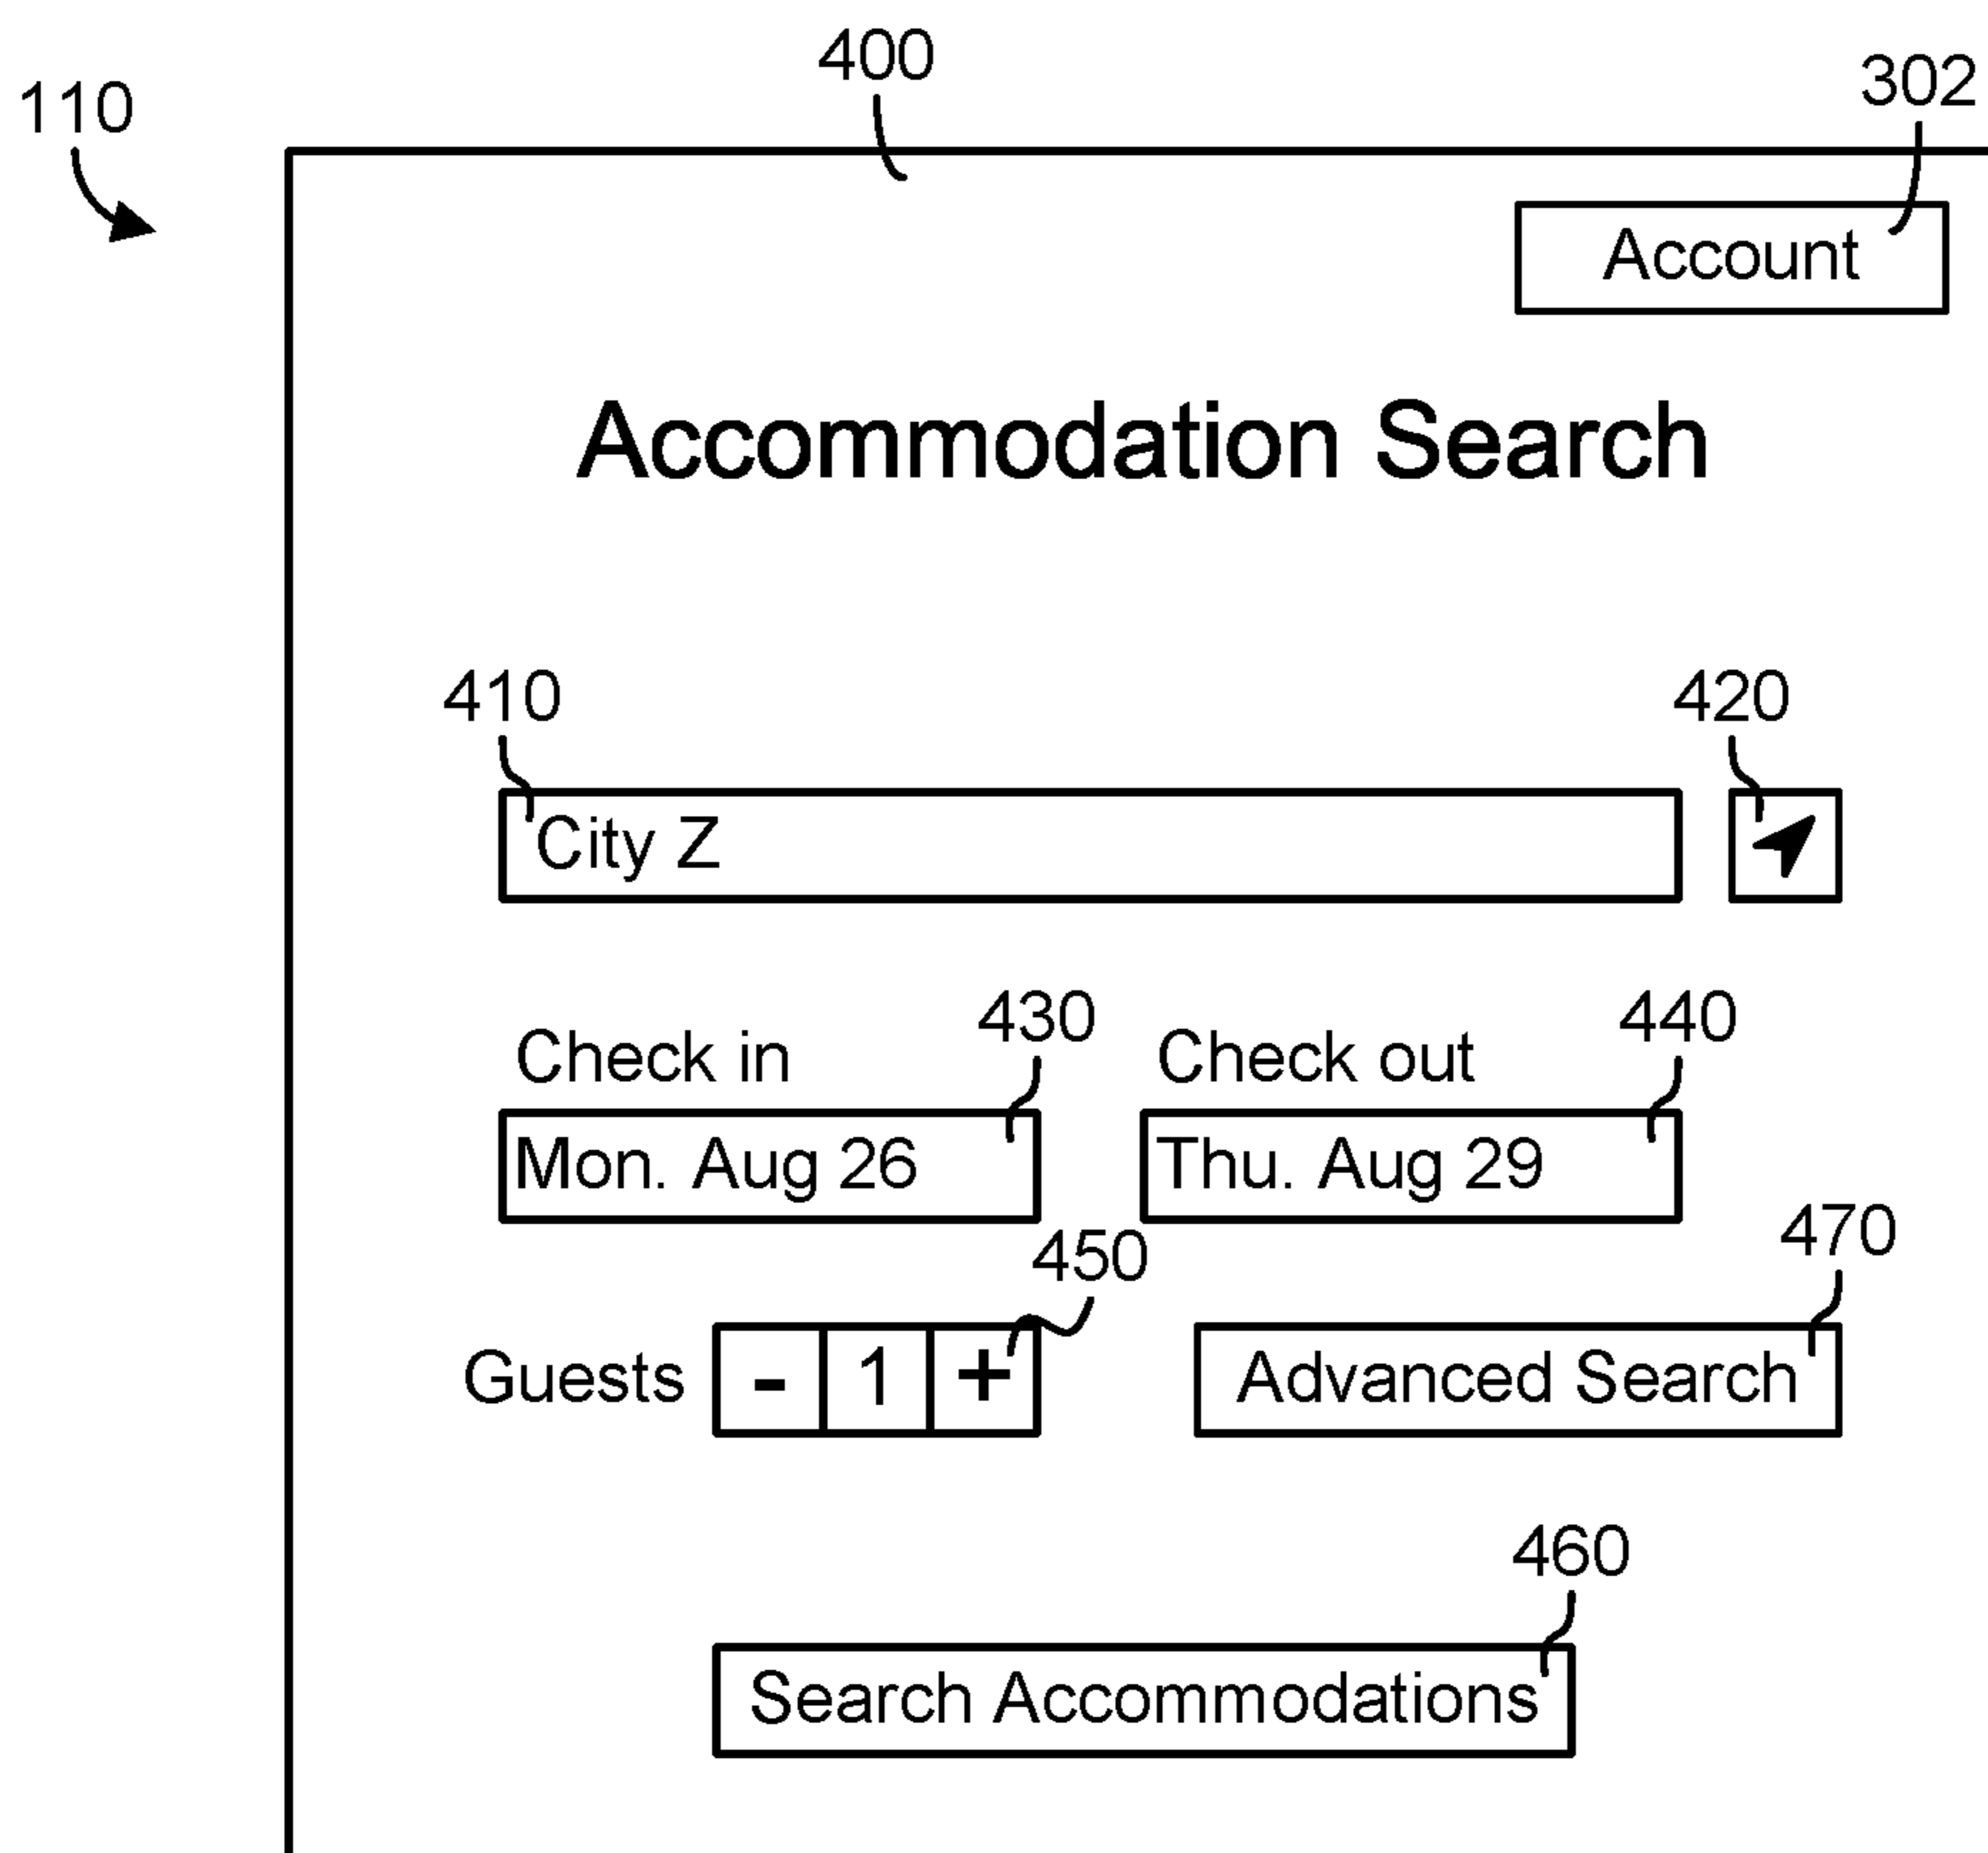 400
302
110
Account
Accommodation Search
410
420
City Z
430
440
Check in
Check out
Mon. Aug 26
Thu. Aug 29
470
450
Guests - 1 +
Advanced Search
460
Search Accommodations